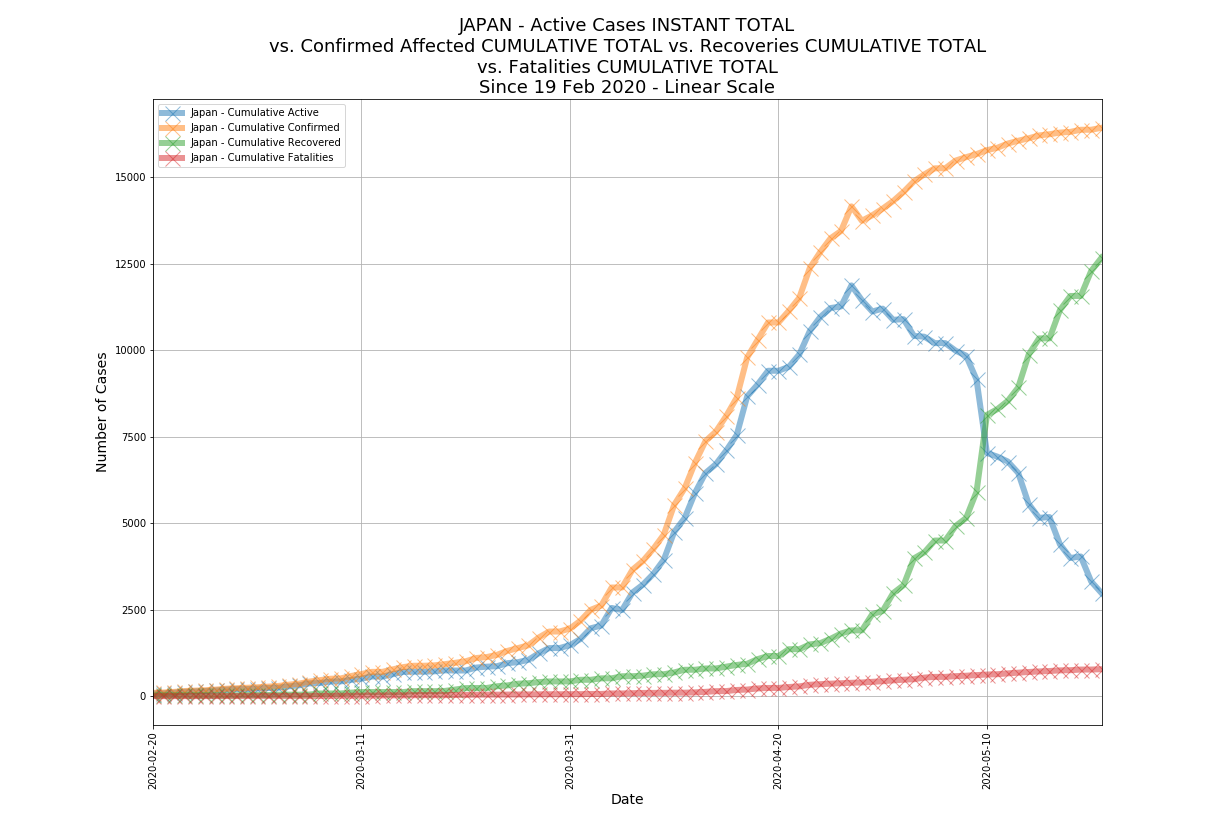 JAPAN - Active Cases INSTANT TOTAL
vs. Confirmed Affected CUMULATIVE TOTAL vs. Recoveries CUMULATIVE TOTAL
vs. Fatalities CUMULATIVE TOTAL
Since 19 Feb 2020 - Linear Scale
Japan - Cumulative Active
Japan - Cumulative Confirmed
Japan - Cumulative Recovered
Japan - Cumulative Fatalities
Number of Cases
15000
12500
10000
7500
5000
2500
0
2020-02-20
2020-03-11
2020-03-31
2020-04-20
2020-05-10
Date